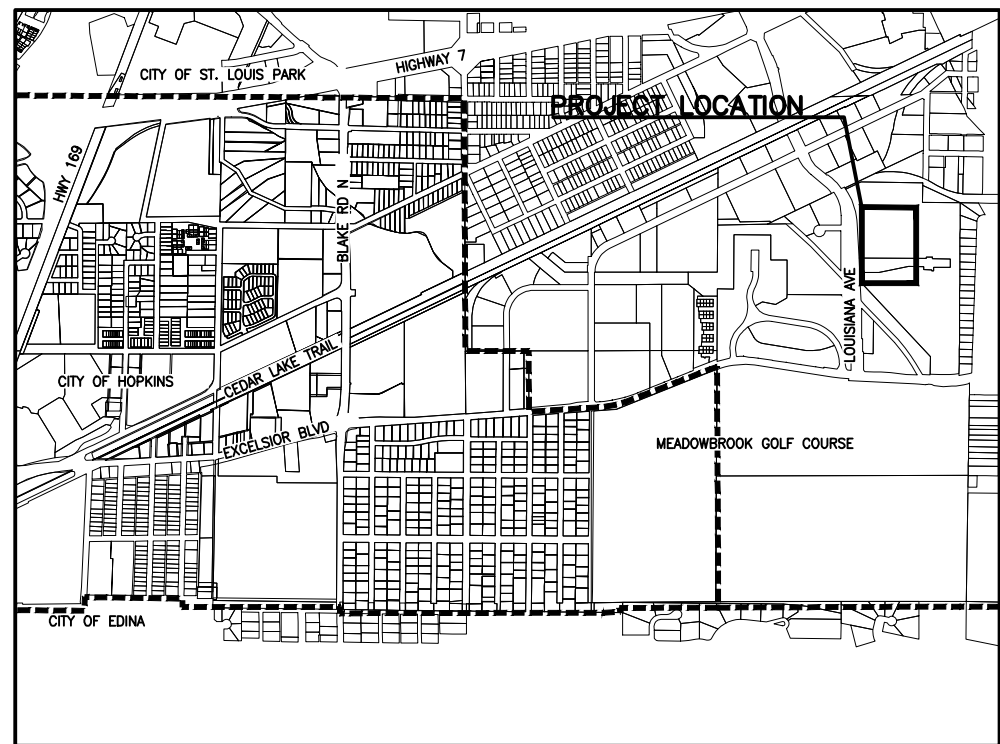 HIGHWAY 7
CITY OF ST. LOUIS PARK
PROJECT LOCATION
HWY 169
BLAKE RD N
LOUISIANA AVE
CEDAR LAKE TRAIL
CITY OF HOPKINS
EXCELSIOR BLVD
MEADOWBROOK GOLF COURSE
CITY OF EDINA